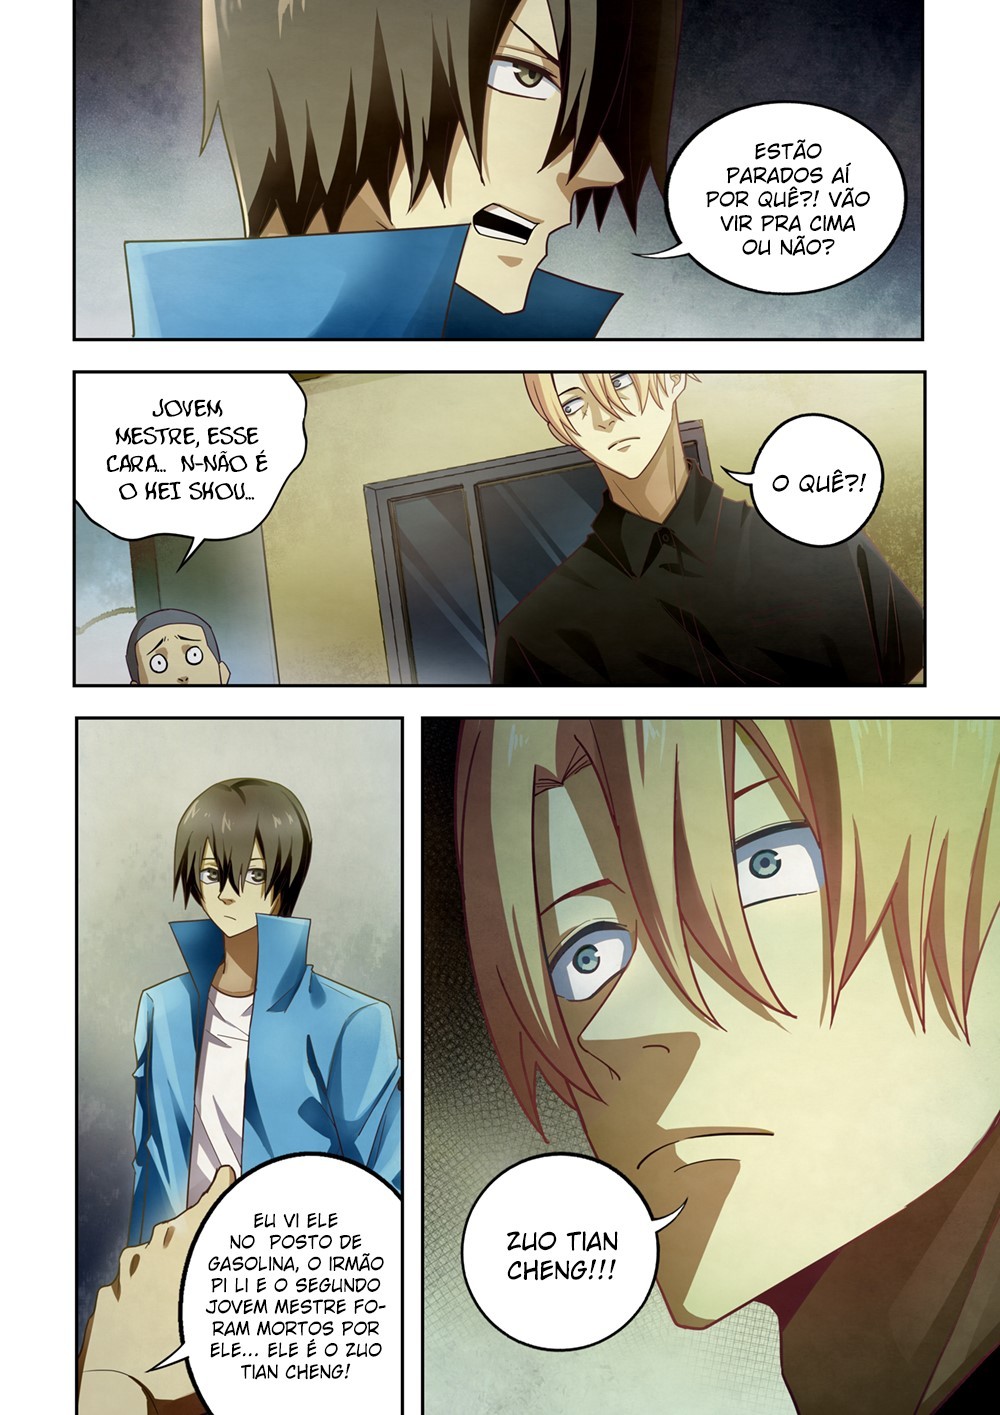 ESTÃO
PARADOS AÍ
POR QUÊ?! VÃO
VIR PRA CIMA
OU NÃO?
JOVEM
MESTRE, ESSE
CARA... N-NÃO É
O HEI SHOU...
O QUÊ?!
EU VI ELE
NO POSTO DE
GASOLINA, O IRMÃO
PI LI E O SEGUNDO
JOVEM MESTRE FO-
RAM MORTOS POR
ELE... ELE É O ZUO
TIAN CHENG!
ZUO TIAN
CHENG!!!